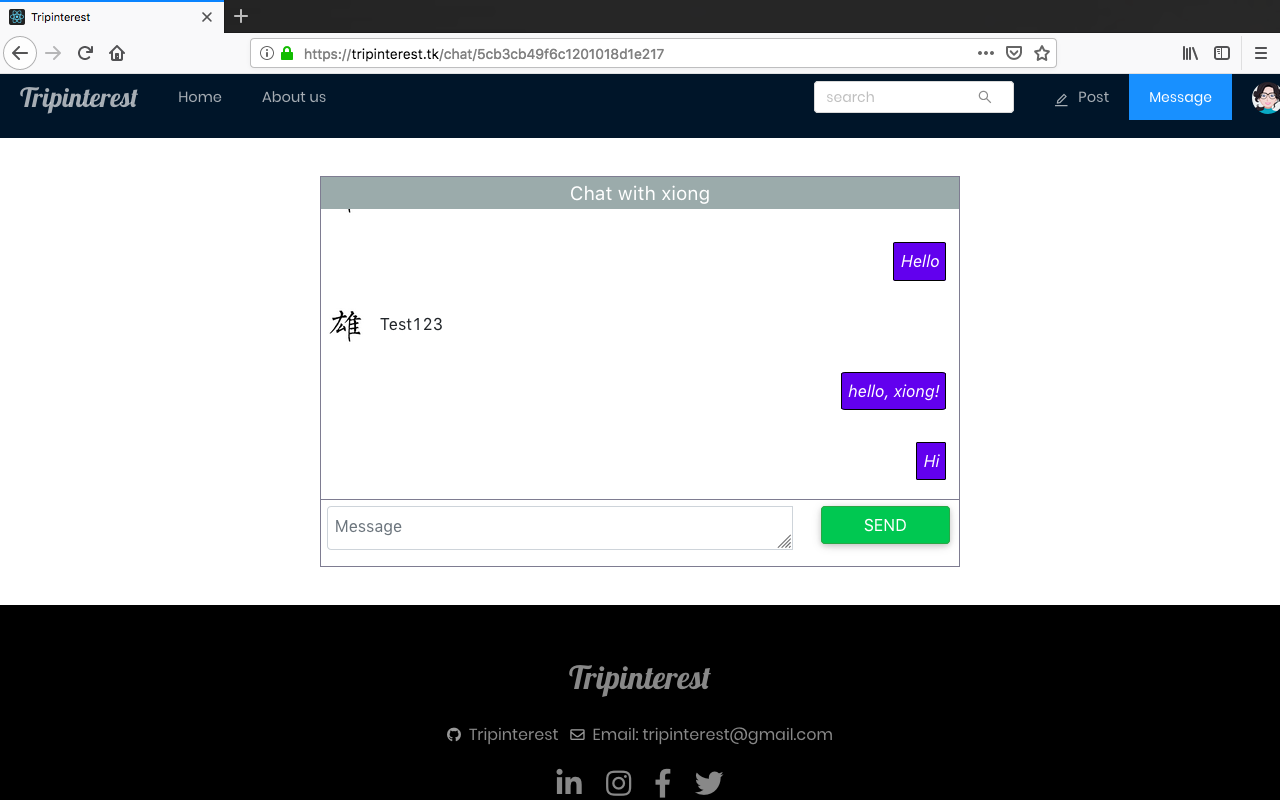 Tripinterest
https://tripinterest.tk/chat/5cb3cb49f6c1201018d1e217
Tripinterest Home About us search Post Message
Chat with xiong
Hello
雄 Test123
hello, xiong!
Hi
Message SEND
Tripinterest
Tripinterest Email: tripinterest@gmail.com